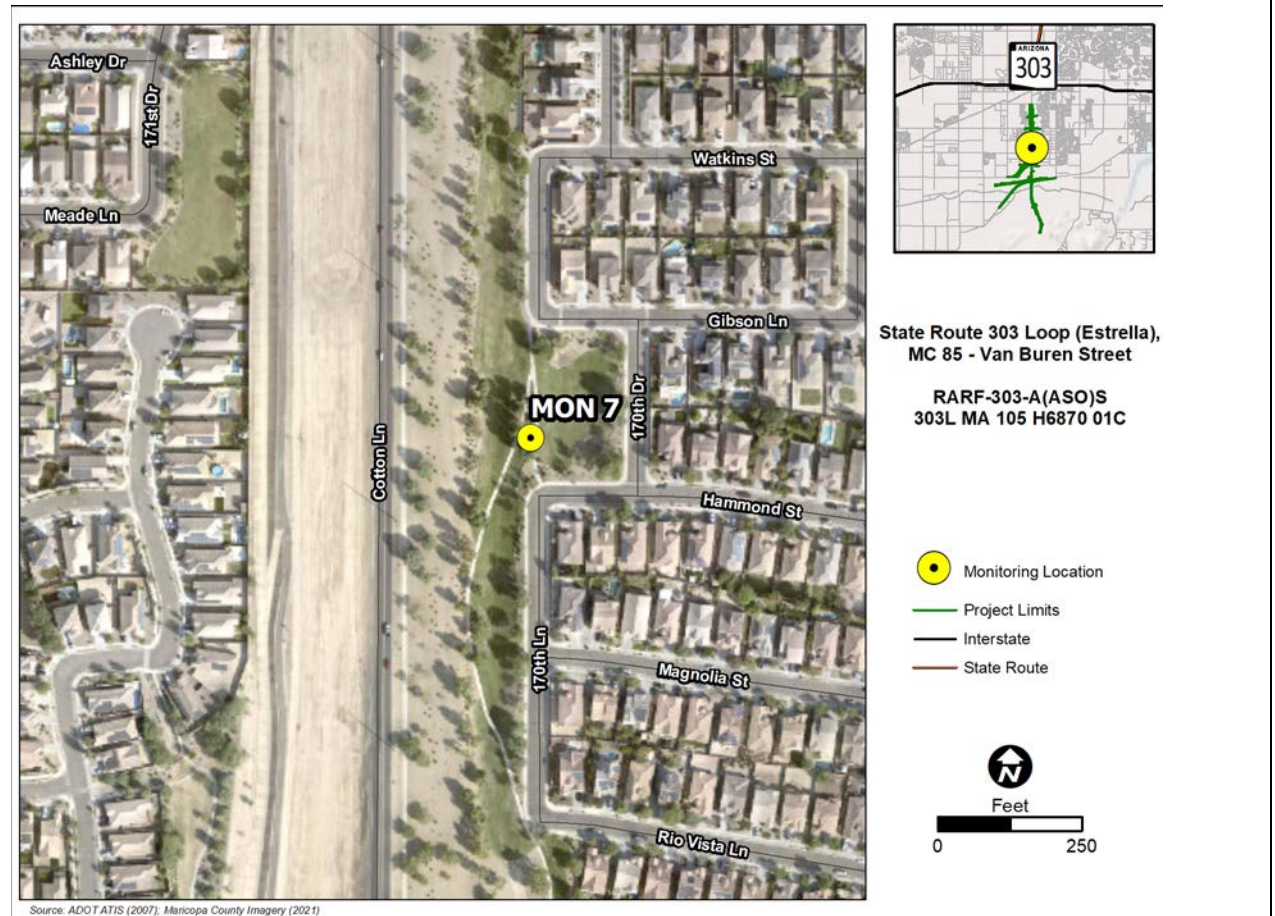 Ashley Dr
171st Dr
Meade Ln
Watkins St
Gibson Ln
170th Dr
MON 7
Cotton Ln
Hammond St
170th Ln
Magnolia St
Rio Vista Ln
ARIZONA
303
State Route 303 Loop (Estrella),
MC 85 - Van Buren Street
RARF-303-A(ASO)S
303L MA 105 H6870 01C
Monitoring Location
Project Limits
Interstate
State Route
N
Feet
0 250
Source: ADOT ATIS (2007); Maricopa County Imagery (2021)